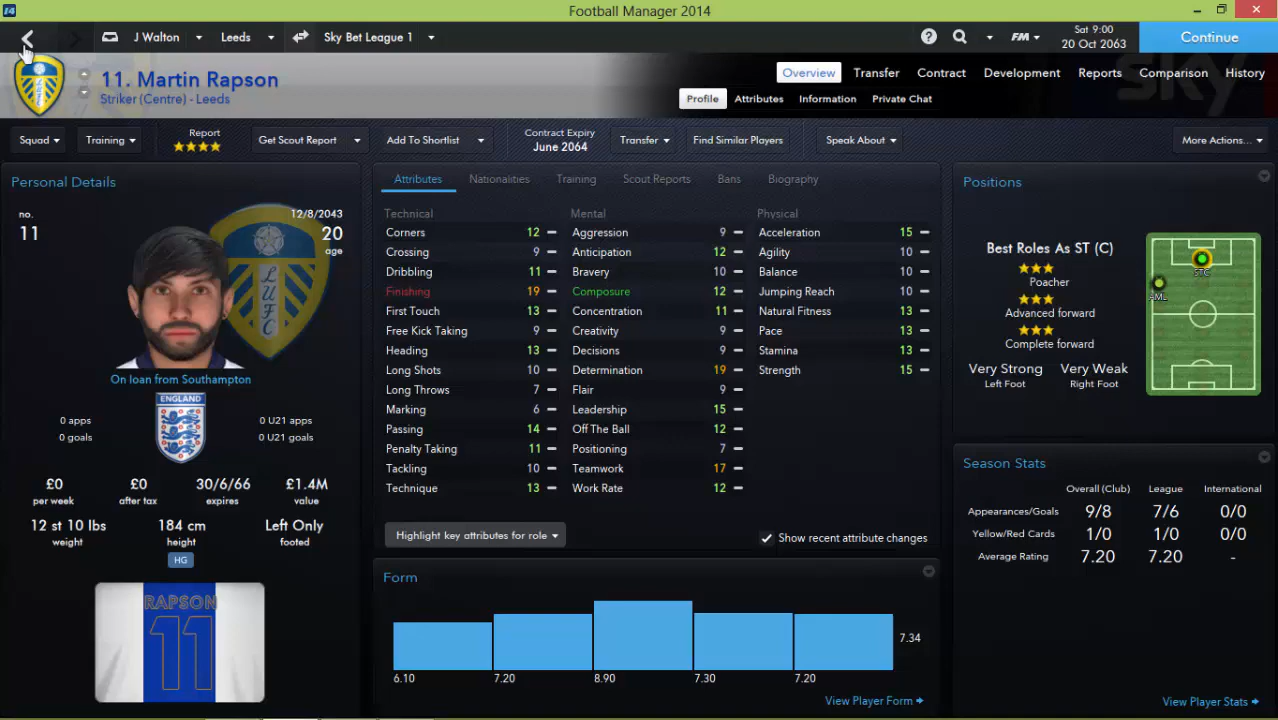 Football Manager 2014
J Walton
Leeds
Sky Bet League 1
FM
Sat 9:00
20 Oct 2063
Continue
11. Martin Rapson
Striker (Centre) - Leeds
Overview
Transfer
Contract
Development
Reports
Comparison
History
Profile
Attributes
Information
Private Chat
Squad
Training
Report
Get Scout Report
Add To Shortlist
Contract Expiry
June 2064
Transfer
Find Similar Players
Speak About
More Actions...
Personal Details
no.
11
12/8/2043
20
age
LUFC
On loan from Southampton
ENGLAND
0 apps
0 goals
0 U21 apps
0 U21 goals
£0 per week
£0 after tax
30/6/66 expires
£1.4M value
12 st 10 lbs weight
184 cm height
Left Only footed
HG
RAPSON
11
Attributes
Nationalities
Training
Scout Reports
Bans
Biography
Technical
Corners 12
Crossing 9
Dribbling 11
Finishing 19
First Touch 13
Free Kick Taking 9
Heading 13
Long Shots 10
Long Throws 7
Marking 6
Passing 14
Penalty Taking 11
Tackling 10
Technique 13
Mental
Aggression 9
Anticipation 12
Bravery 10
Composure 12
Concentration 11
Creativity 9
Decisions 9
Determination 19
Flair 9
Leadership 15
Off The Ball 12
Positioning 7
Teamwork 17
Work Rate 12
Physical
Acceleration 15
Agility 10
Balance 10
Jumping Reach 10
Natural Fitness 13
Pace 13
Stamina 13
Strength 15
Highlight key attributes for role
Show recent attribute changes
Form
7.34
6.10 7.20 8.90 7.30 7.20
View Player Form
Positions
Best Roles As ST (C)
Poacher
Advanced forward
Complete forward
Very Strong
Left Foot
Very Weak
Right Foot
STC
AML
Season Stats
Overall (Club) League International
Appearances/Goals 9/8 7/6 0/0
Yellow/Red Cards 1/0 1/0 0/0
Average Rating 7.20 7.20 -
View Player Stats